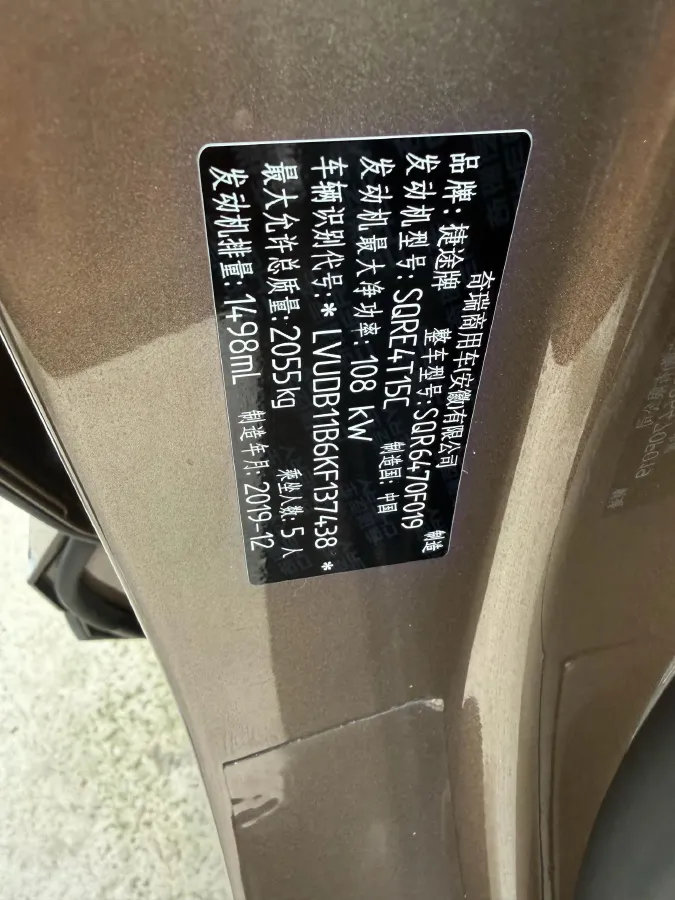 奇瑞商用车(安徽)有限公司 制造
品牌: 捷途牌 整车型号: SQR6470F019
发动机型号: SQRE4T15C 制造国: 中国
发动机最大净功率: 108 kW
车辆识别代号: * LVUDB11B6KF137438 *
最大允许总质量: 2055kg 乘坐人数: 5 人
发动机排量: 1498mL 制造年月: 2019-12